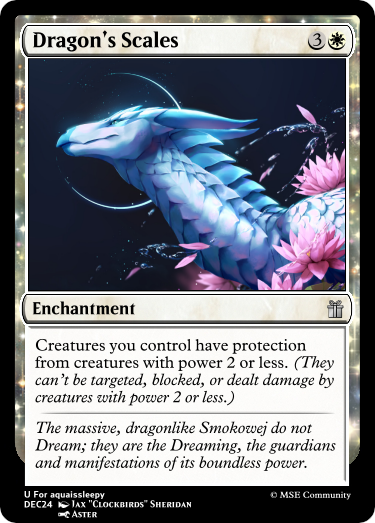 Dragon's Scales 3
Enchantment
Creatures you control have protection
from creatures with power 2 or less. (They
can't be targeted, blocked, or dealt damage by
creatures with power 2 or less.)
The massive, dragonlike Smokowej do not
Dream; they are the Dreaming, the guardians
and manifestations of its boundless power.
U For aquaissleepy
DEC24 Jax "Clockbirds" Sheridan © MSE Community
Aster